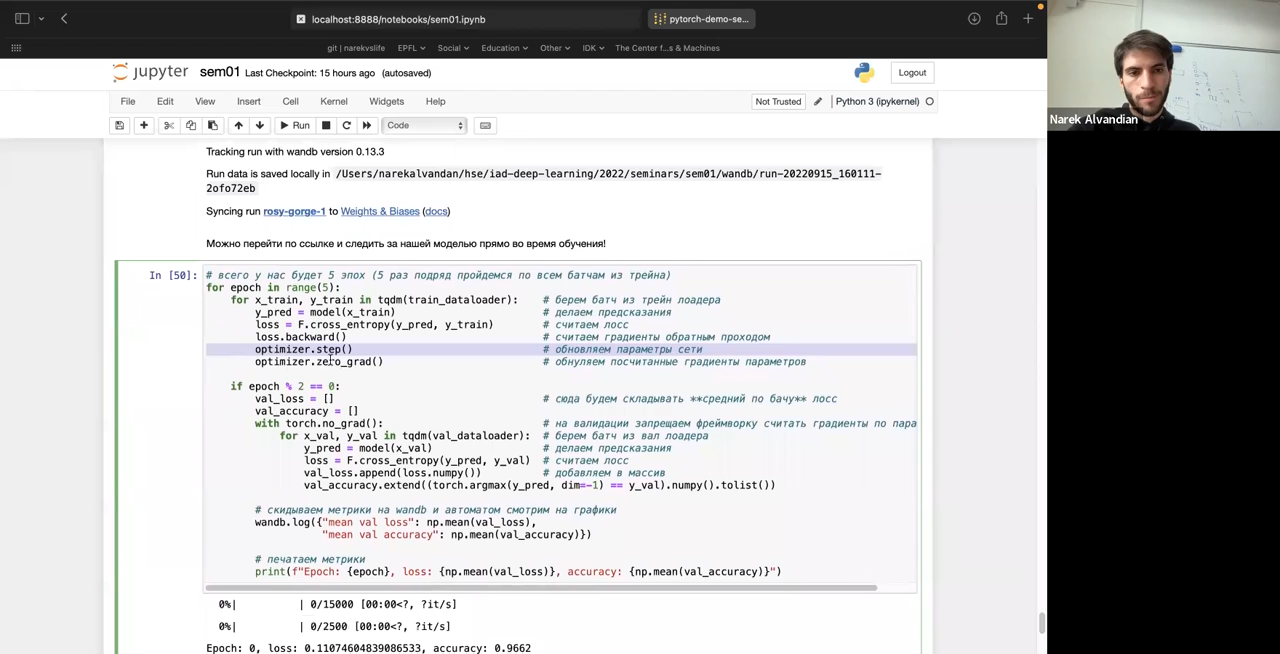 localhost:8888/notebooks/sem01.ipynb
pytorch-demo-se...
git | narekvslife EPFL Social Education Other IDK The Center f...s & Machines
jupyter sem01 Last Checkpoint: 15 hours ago (autosaved)
Logout
File Edit View Insert Cell Kernel Widgets Help
Not Trusted Python 3 (ipykernel)
Run Code
Narek Alvandian
Tracking run with wandb version 0.13.3
Run data is saved locally in /Users/narekalvandan/hse/iad-deep-learning/2022/seminars/sem01/wandb/run-20220915_160111-
2ofo72eb
Syncing run rosy-gorge-1 to Weights & Biases (docs)
Можно перейти по ссылке и следить за нашей моделью прямо во время обучения!
In [50]: # всего у нас будет 5 эпох (5 раз подряд пройдемся по всем батчам из трейна)
for epoch in range(5):
for x_train, y_train in tqdm(train_dataloader): # берем батч из трейн лоадера
y_pred = model(x_train) # делаем предсказания
loss = F.cross_entropy(y_pred, y_train) # считаем лосс
loss.backward() # считаем градиенты обратным проходом
optimizer.step() # обновляем параметры сети
optimizer.zero_grad() # обнуляем посчитанные градиенты параметров
if epoch % 2 == 0:
val_loss = [] # сюда будем складывать **средний по бачу** лосс
val_accuracy = []
with torch.no_grad(): # на валидации запрещаем фреймворку считать градиенты по пара
for x_val, y_val in tqdm(val_dataloader): # берем батч из вал лоадера
y_pred = model(x_val) # делаем предсказания
loss = F.cross_entropy(y_pred, y_val) # считаем лосс
val_loss.append(loss.numpy()) # добавляем в массив
val_accuracy.extend((torch.argmax(y_pred, dim=-1) == y_val).numpy().tolist())
# скидываем метрики на wandb и автоматом смотрим на графики
wandb.log({"mean val loss": np.mean(val_loss),
"mean val accuracy": np.mean(val_accuracy)})
# печатаем метрики
print(f"Epoch: {epoch}, loss: {np.mean(val_loss)}, accuracy: {np.mean(val_accuracy)}")
0%| | 0/15000 [00:00<?, ?it/s]
0%| | 0/2500 [00:00<?, ?it/s]
Epoch: 0, loss: 0.11074604839086533, accuracy: 0.9662